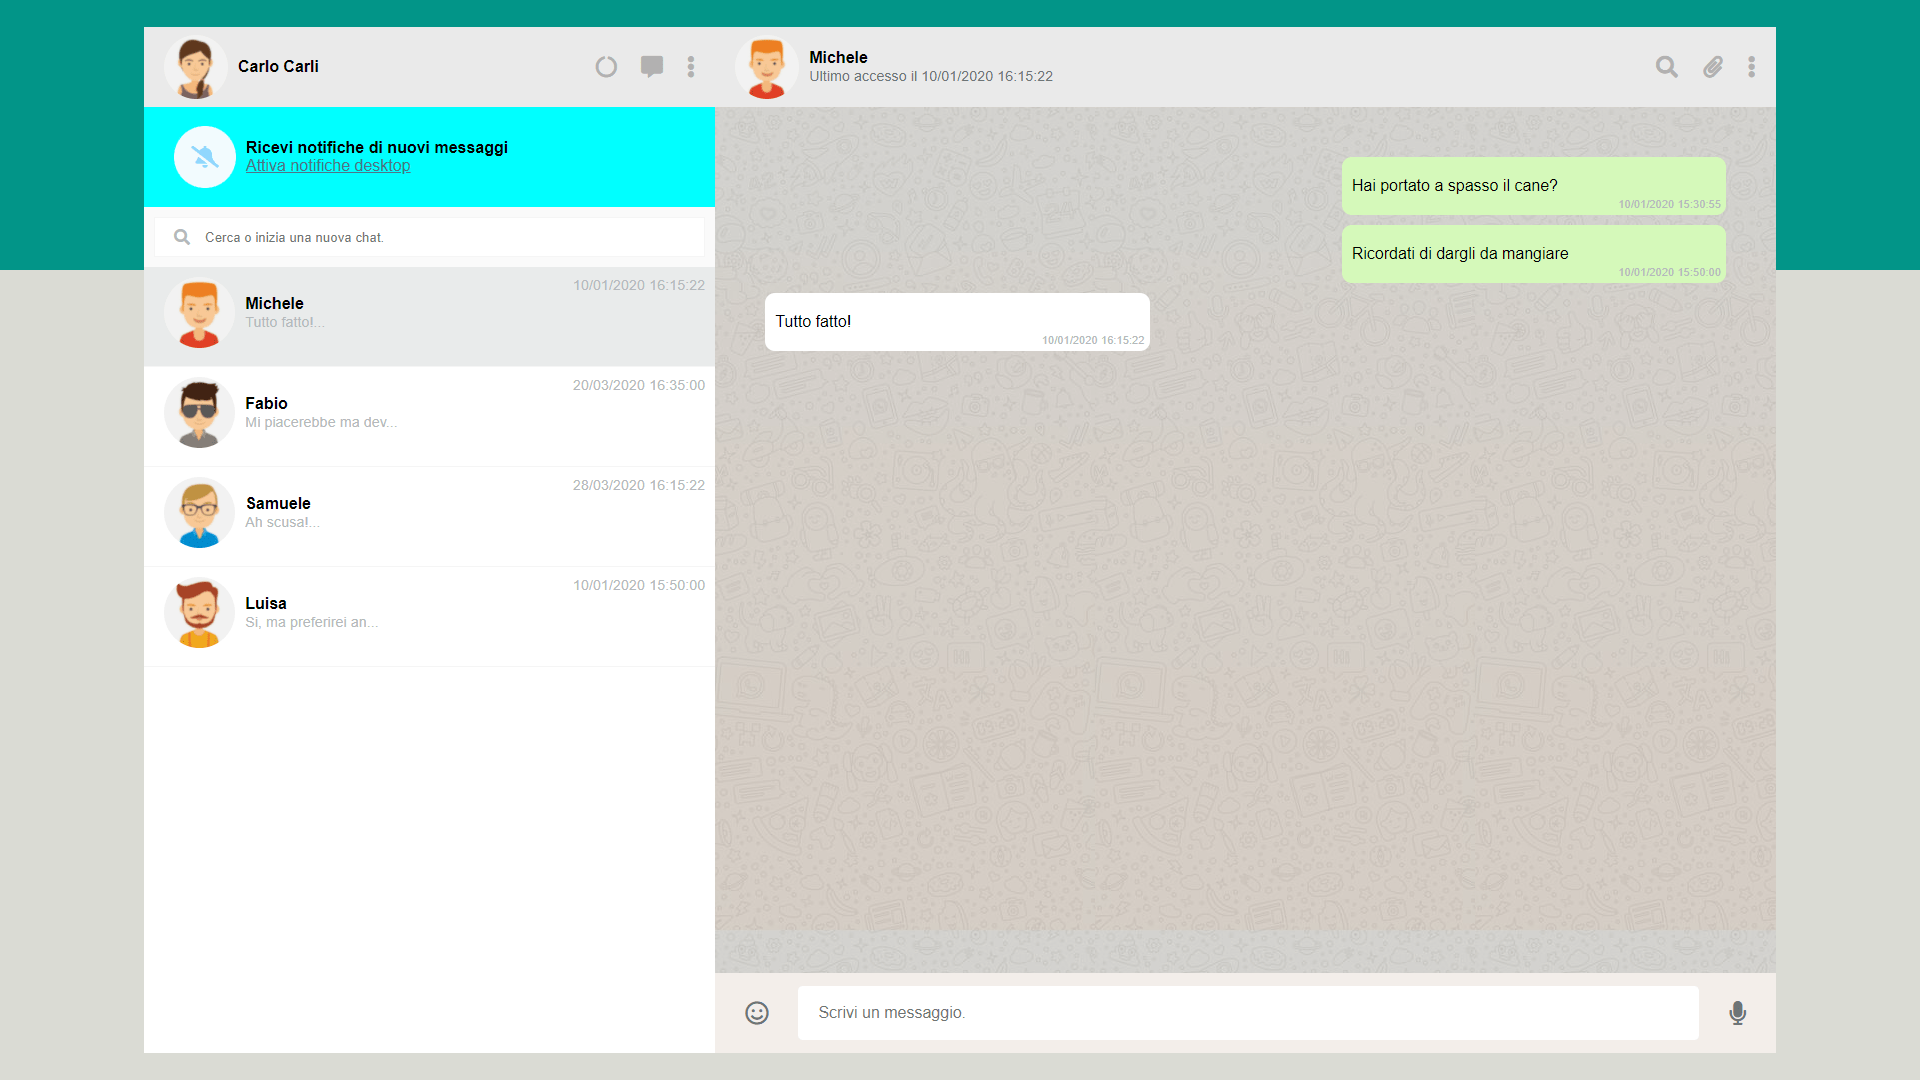 Carlo Carli
Ricevi notifiche di nuovi messaggi
Attiva notifiche desktop
Cerca o inizia una nuova chat.
10/01/2020 16:15:22
Michele
Tutto fatto!...
20/03/2020 16:35:00
Fabio
Mi piacerebbe ma dev...
28/03/2020 16:15:22
Samuele
Ah scusa!...
10/01/2020 15:50:00
Luisa
Si, ma preferirei an...
Michele
Ultimo accesso il 10/01/2020 16:15:22
Hai portato a spasso il cane?
10/01/2020 15:30:55
Ricordati di dargli da mangiare
10/01/2020 15:50:00
Tutto fatto!
10/01/2020 16:15:22
Scrivi un messaggio.